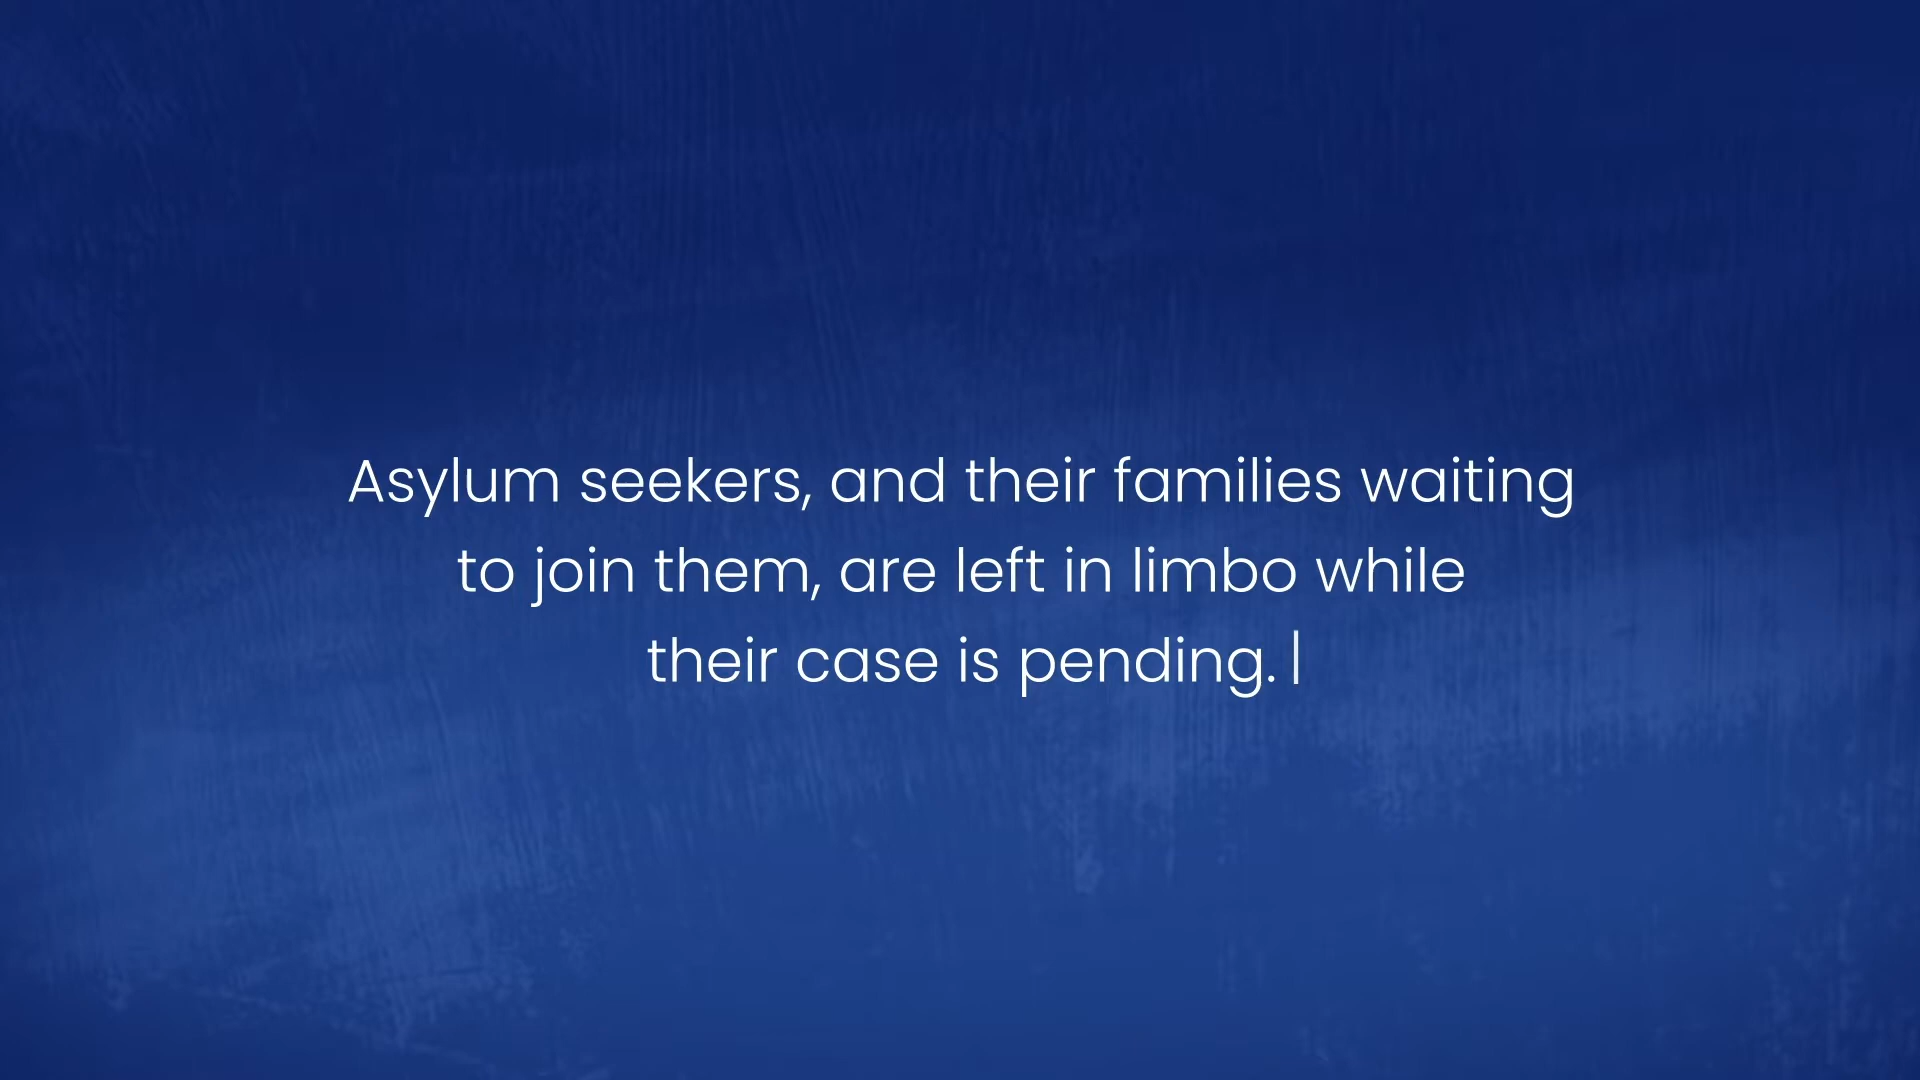 Asylum seekers, and their families waiting
to join them, are left in limbo while
their case is pending.